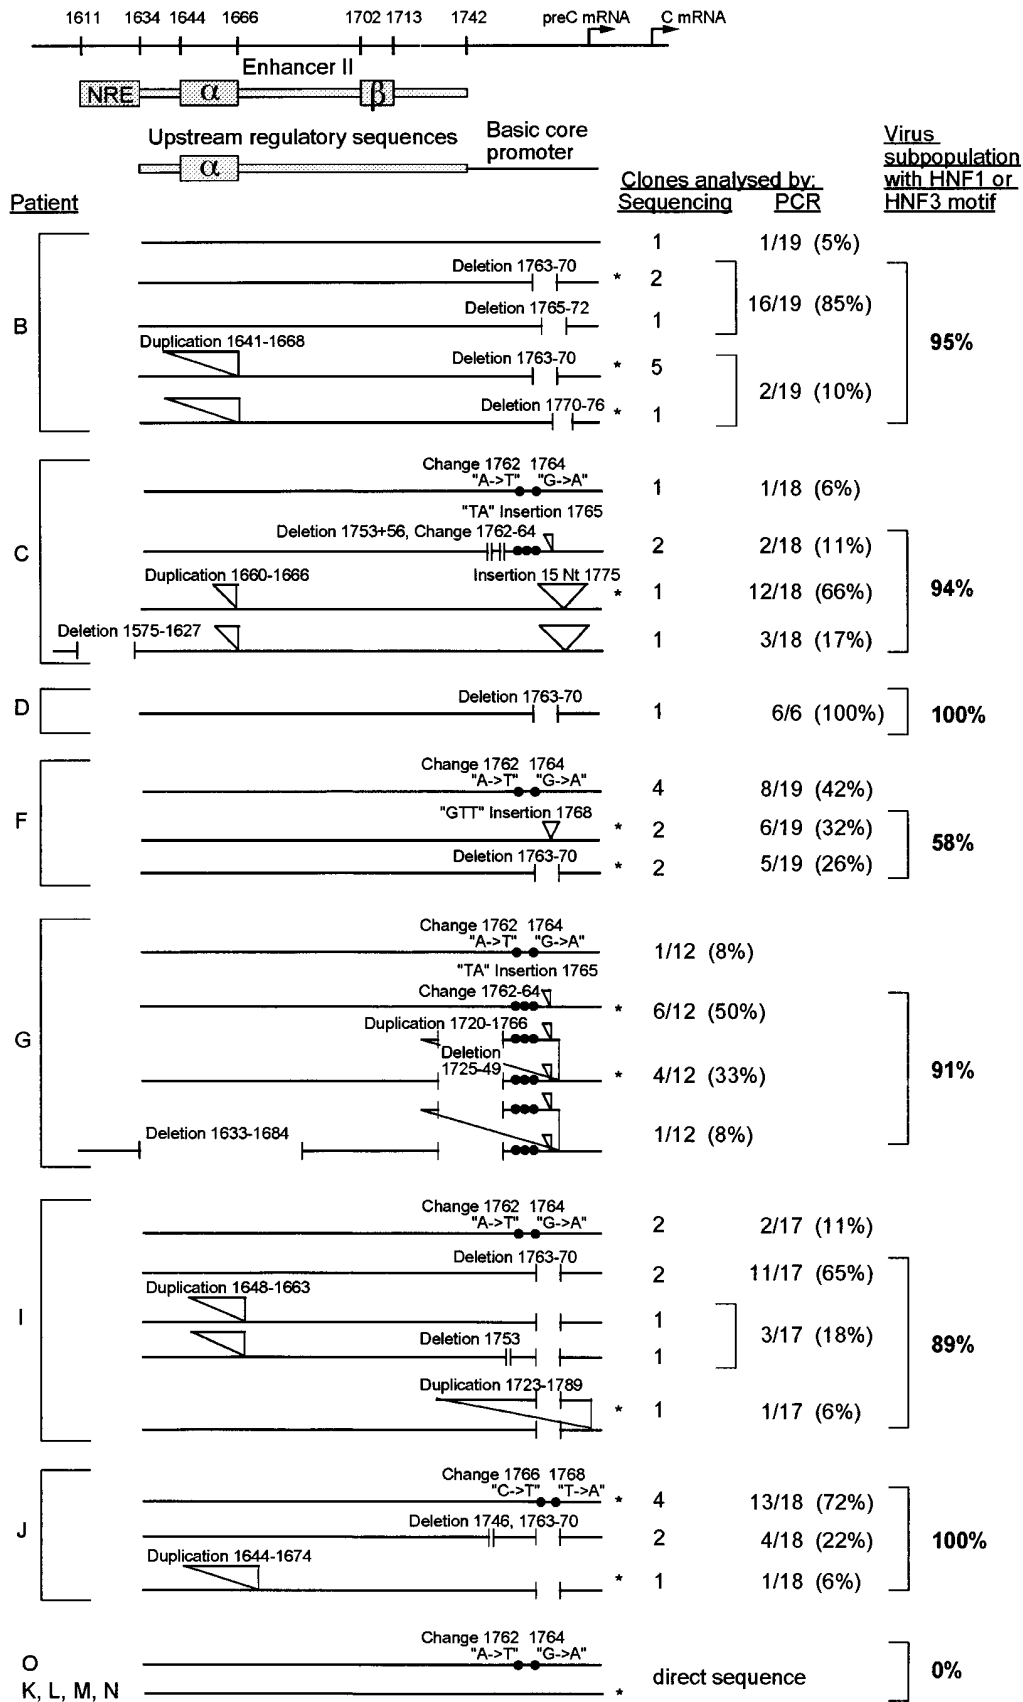 1611 1634 1644 1666 1702 1713 1742 preC mRNA C mRNA
Enhancer II
NRE α β
Upstream regulatory sequences Basic core promoter
α
Virus subpopulation with HNF1 or HNF3 motif
Clones analysed by:
Patient Sequencing PCR
B
1 1/19 (5%)
Deletion 1763-70 * 2
16/19 (85%)
Deletion 1765-72 1
95%
Duplication 1641-1668 Deletion 1763-70 * 5
2/19 (10%)
Deletion 1770-76 * 1
C
Change 1762 1764
"A->T" "G->A" 1 1/18 (6%)
"TA" Insertion 1765
Deletion 1753+56, Change 1762-64 2 2/18 (11%)
Duplication 1660-1666 Insertion 15 Nt 1775 * 1 12/18 (66%)
94%
Deletion 1575-1627 1 3/18 (17%)
D
Deletion 1763-70 1 6/6 (100%) 100%
F
Change 1762 1764
"A->T" "G->A" 4 8/19 (42%)
"GTT" Insertion 1768 * 2 6/19 (32%)
58%
Deletion 1763-70 * 2 5/19 (26%)
G
Change 1762 1764
"A->T" "G->A" 1/12 (8%)
"TA" Insertion 1765
Change 1762-64 * 6/12 (50%)
Duplication 1720-1766
91%
Deletion 1725-49 * 4/12 (33%)
Deletion 1633-1684 1/12 (8%)
I
Change 1762 1764
"A->T" "G->A" 2 2/17 (11%)
Deletion 1763-70 2 11/17 (65%)
Duplication 1648-1663 1
3/17 (18%)
89%
Deletion 1753 1
Duplication 1723-1789 * 1 1/17 (6%)
J
Change 1766 1768
"C->T" "T->A" * 4 13/18 (72%)
Deletion 1746, 1763-70 2 4/18 (22%)
100%
Duplication 1644-1674 * 1 1/18 (6%)
Change 1762 1764
O "A->T" "G->A"
direct sequence 0%
K, L, M, N *